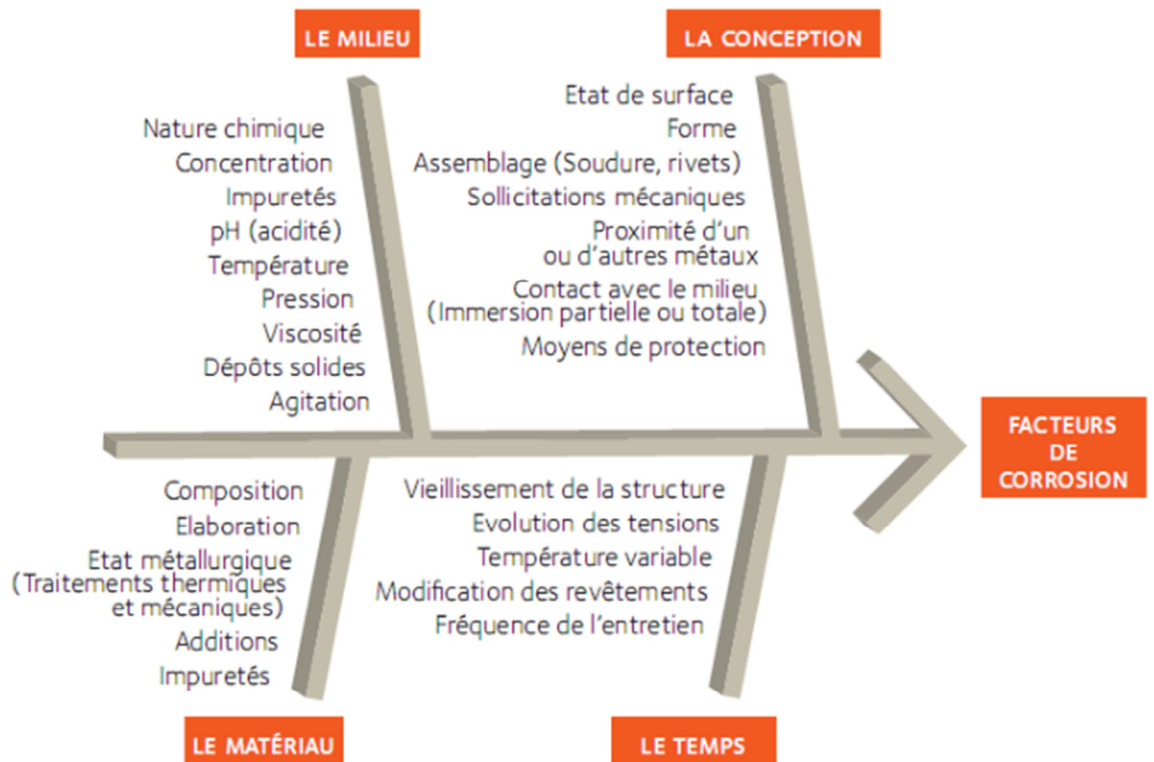 LE MILIEU
Nature chimique
Concentration
Impuretés
pH (acidité)
Température
Pression
Viscosité
Dépôts solides
Agitation
LA CONCEPTION
Etat de surface
Forme
Assemblage (Soudure, rivets)
Sollicitations mécaniques
Proximité d'un
ou d'autres métaux
Contact avec le milieu
(Immersion partielle ou totale)
Moyens de protection
FACTEURS
DE
CORROSION
Composition
Elaboration
Etat métallurgique
(Traitements thermiques
et mécaniques)
Additions
Impuretés
LE MATÉRIAU
Vieillissement de la structure
Evolution des tensions
Température variable
Modification des revêtements
Fréquence de l'entretien
LE TEMPS